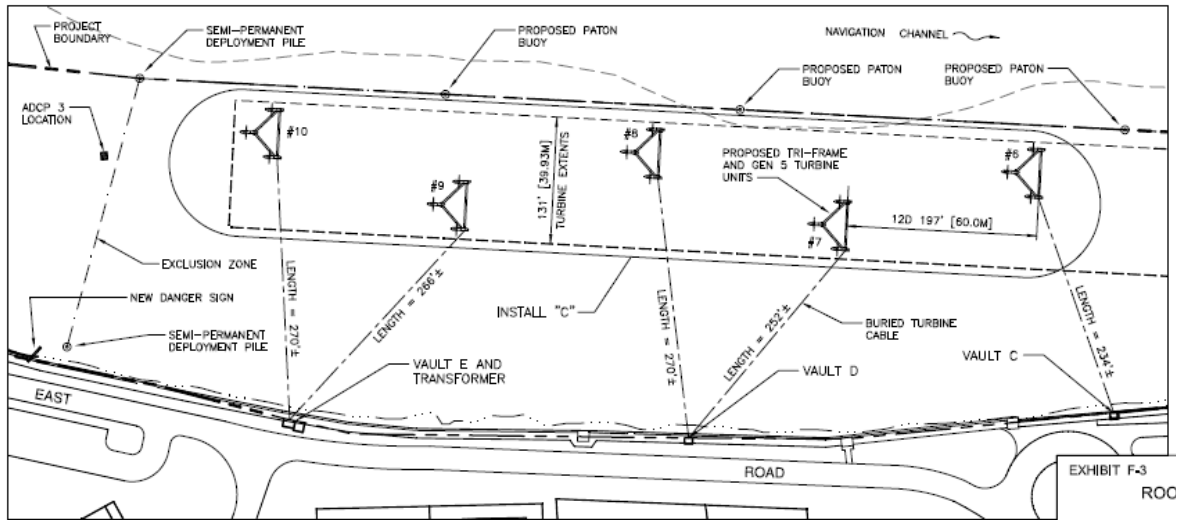 PROJECT
BOUNDARY
SEMI-PERMANENT
DEPLOYMENT PILE
PROPOSED PATON
BUOY
NAVIGATION CHANNEL
PROPOSED PATON
BUOY
PROPOSED PATON
BUOY
ADCP 3
LOCATION
#10
#8
#6
#9
#7
131' [39.93M]
TURBINE EXTENTS
PROPOSED TRI-FRAME
AND GEN 5 TURBINE
UNITS
12D 197' [60.0M]
EXCLUSION ZONE
NEW DANGER SIGN
SEMI-PERMANENT
DEPLOYMENT PILE
LENGTH = 270'±
LENGTH = 266'±
INSTALL "C"
LENGTH = 270'±
LENGTH = 252'±
BURIED TURBINE
CABLE
LENGTH = 234'±
VAULT E AND
TRANSFORMER
VAULT D
VAULT C
EAST
ROAD
EXHIBIT F-3
ROO